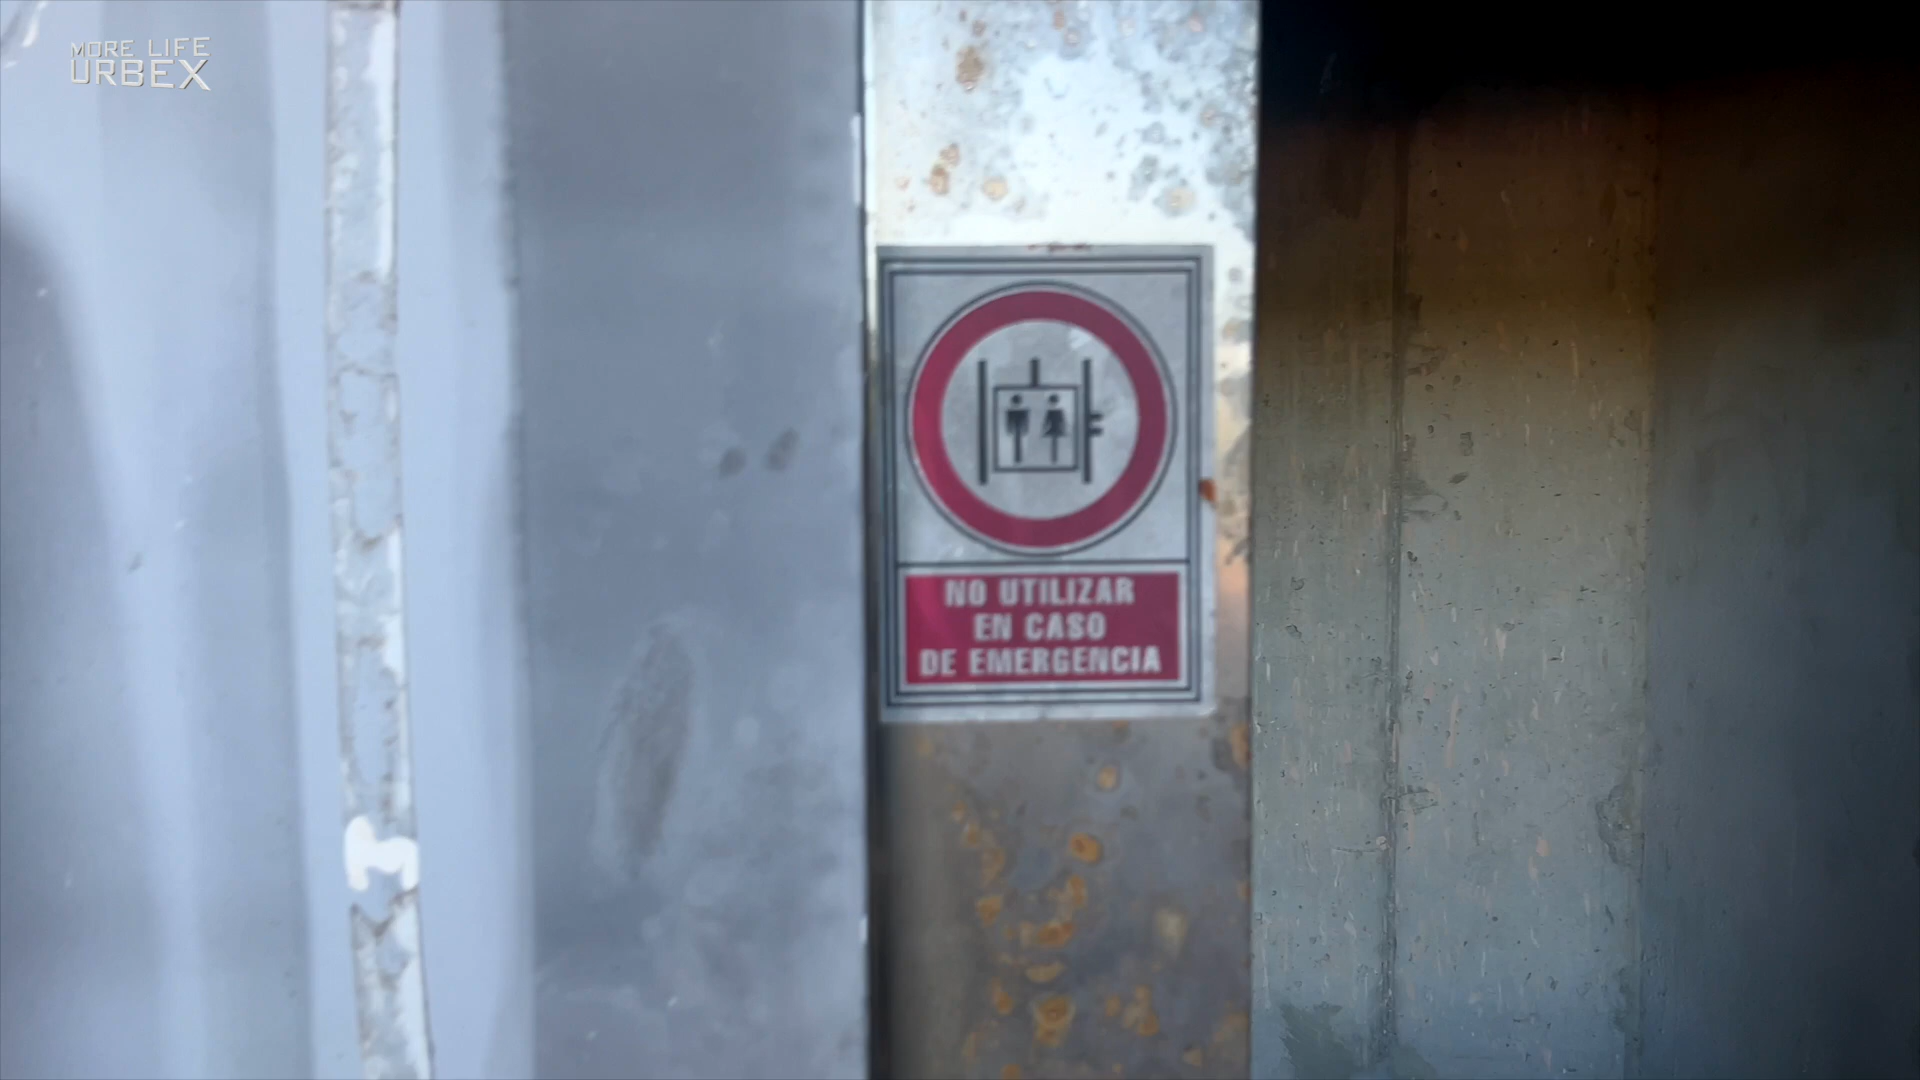 MORE LIFE
URBEX
NO UTILIZAR
EN CASO
DE EMERGENCIA